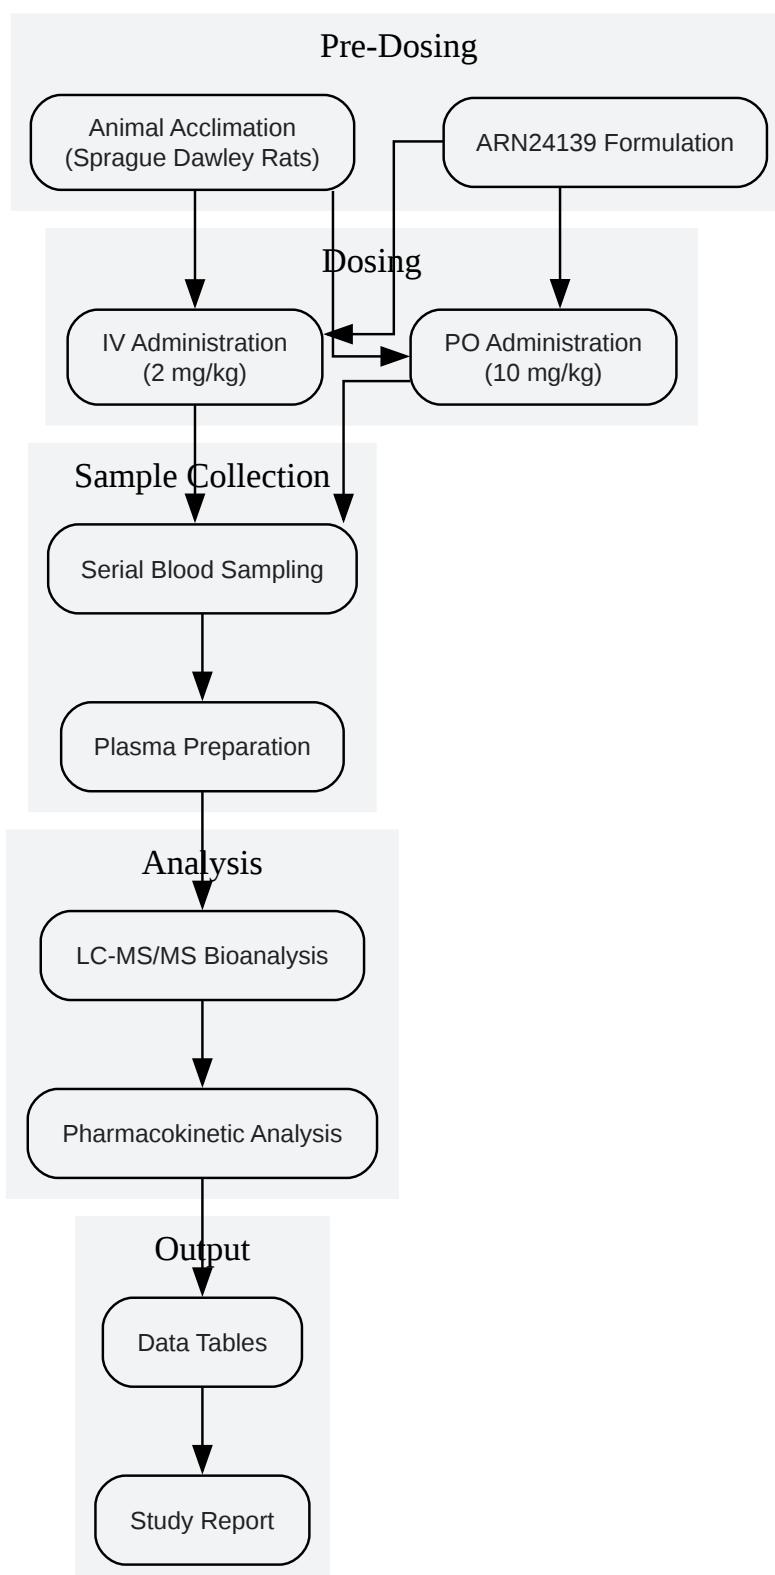 Pre-Dosing
Animal Acclimation
(Sprague Dawley Rats)
ARN24139 Formulation
Dosing
IV Administration
(2 mg/kg)
PO Administration
(10 mg/kg)
Sample Collection
Serial Blood Sampling
Plasma Preparation
Analysis
LC-MS/MS Bioanalysis
Pharmacokinetic Analysis
Output
Data Tables
Study Report